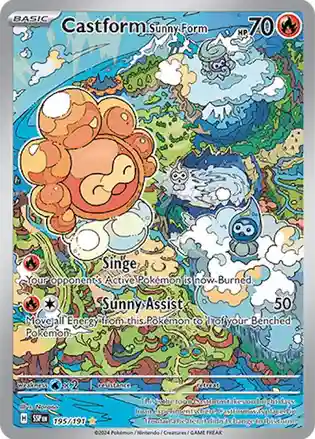 BASIC
Castform Sunny Form HP 70
Singe
Your opponent's Active Pokémon is now Burned.
Sunny Assist 50
Move all Energy from this Pokémon to 1 of your Benched
Pokémon.
weakness ×2 resistance retreat
Illus.
H SSP EN 195/191
©2024 Pokémon / Nintendo / Creatures / GAME FREAK